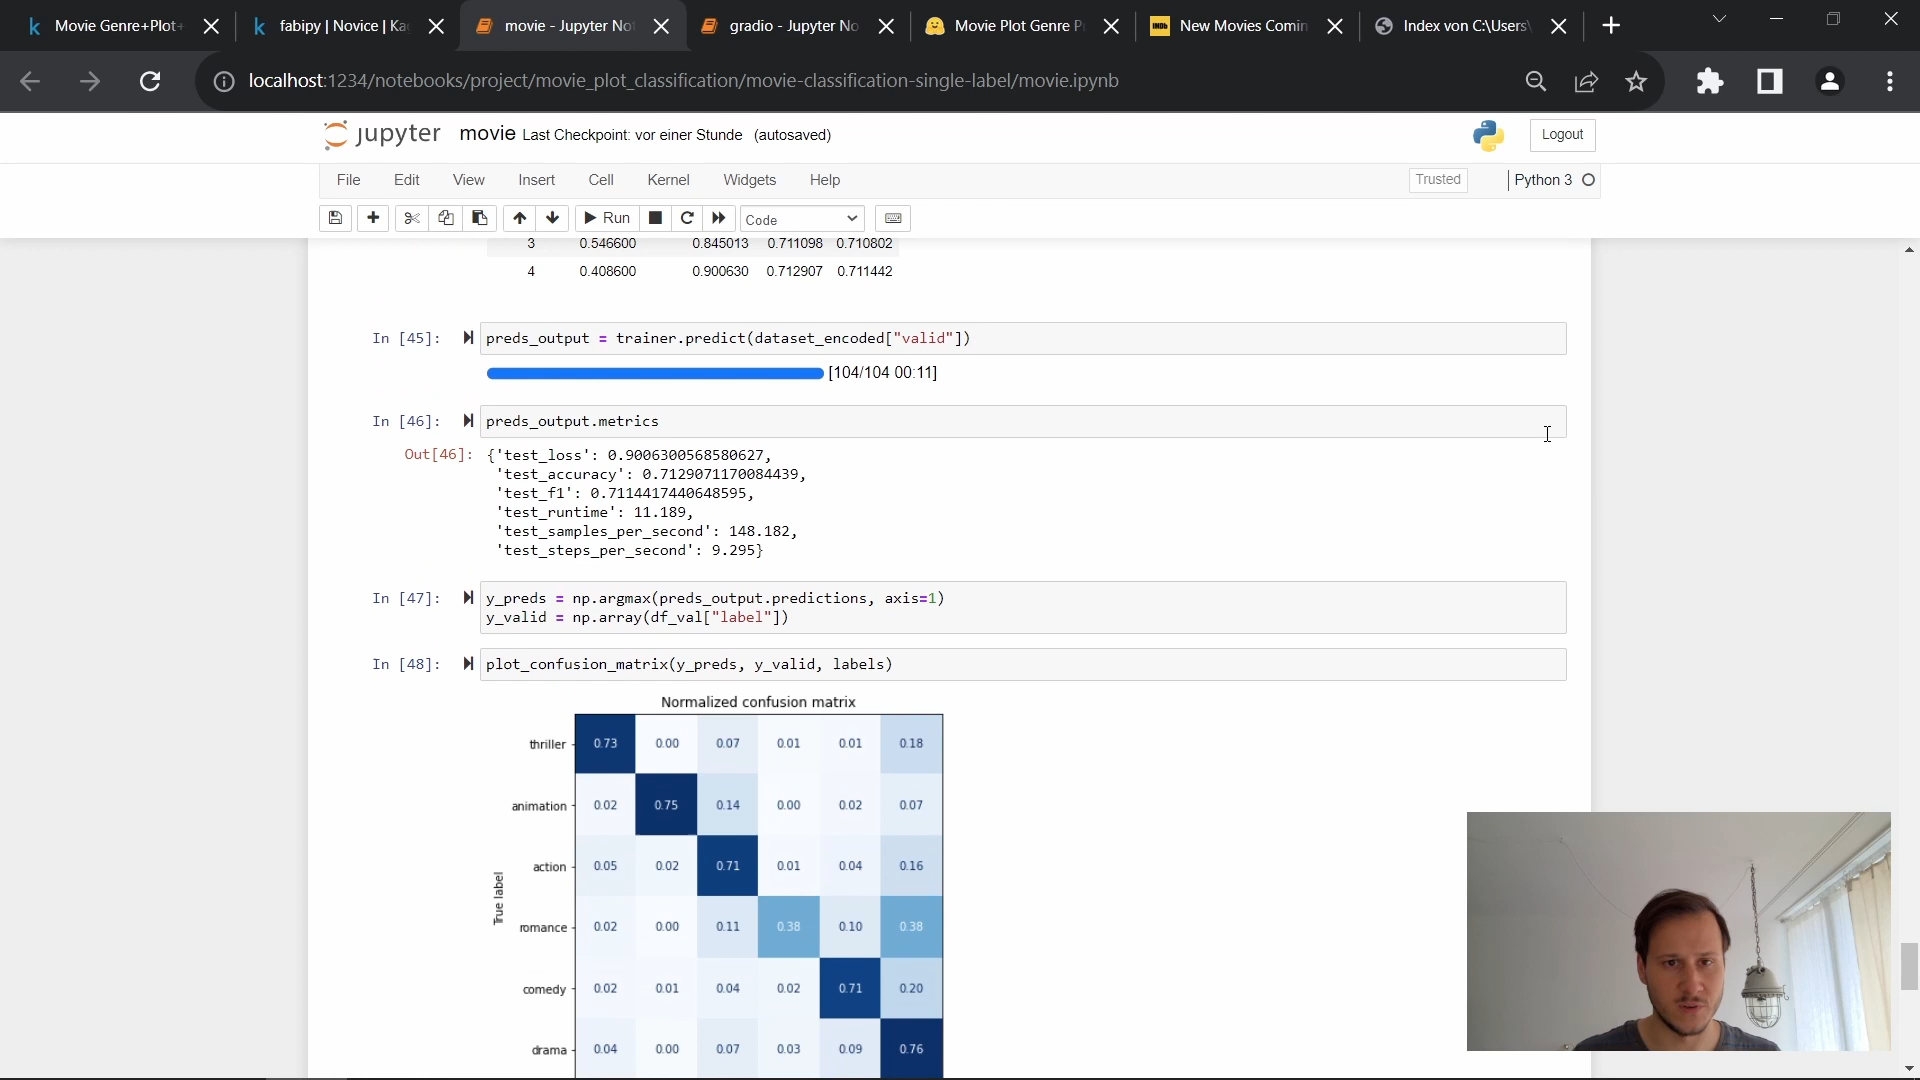 Movie Genre+Plot+
fabipy | Novice | Ka
movie - Jupyter Not
gradio - Jupyter No
Movie Plot Genre P
IMDb
New Movies Comin
Index von C:\Users\
localhost:1234/notebooks/project/movie_plot_classification/movie-classification-single-label/movie.ipynb
jupyter movie Last Checkpoint: vor einer Stunde (autosaved)
Logout
File Edit View Insert Cell Kernel Widgets Help
Trusted
Python 3
Run
Code
3 0.546600 0.845013 0.711098 0.710802
4 0.408600 0.900630 0.712907 0.711442
In [45]: preds_output = trainer.predict(dataset_encoded["valid"])
[104/104 00:11]
In [46]: preds_output.metrics
Out[46]: {'test_loss': 0.9006300568580627,
'test_accuracy': 0.7129071170084439,
'test_f1': 0.7114417440648595,
'test_runtime': 11.189,
'test_samples_per_second': 148.182,
'test_steps_per_second': 9.295}
In [47]: y_preds = np.argmax(preds_output.predictions, axis=1)
y_valid = np.array(df_val["label"])
In [48]: plot_confusion_matrix(y_preds, y_valid, labels)
Normalized confusion matrix
thriller 0.73 0.00 0.07 0.01 0.01 0.18
animation 0.02 0.75 0.14 0.00 0.02 0.07
action 0.05 0.02 0.71 0.01 0.04 0.16
True label
romance 0.02 0.00 0.11 0.38 0.10 0.38
comedy 0.02 0.01 0.04 0.02 0.71 0.20
drama 0.04 0.00 0.07 0.03 0.09 0.76